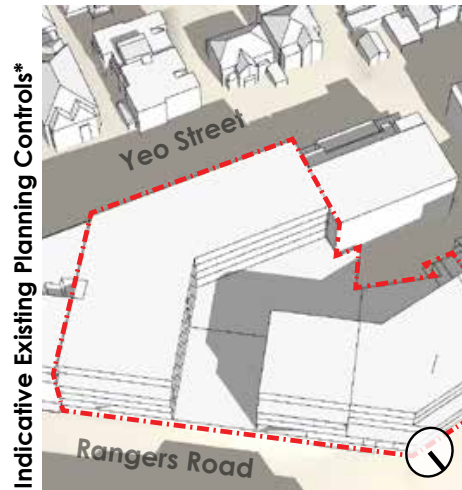 Indicative Existing Planning Controls*
Yeo Street
Rangers Road